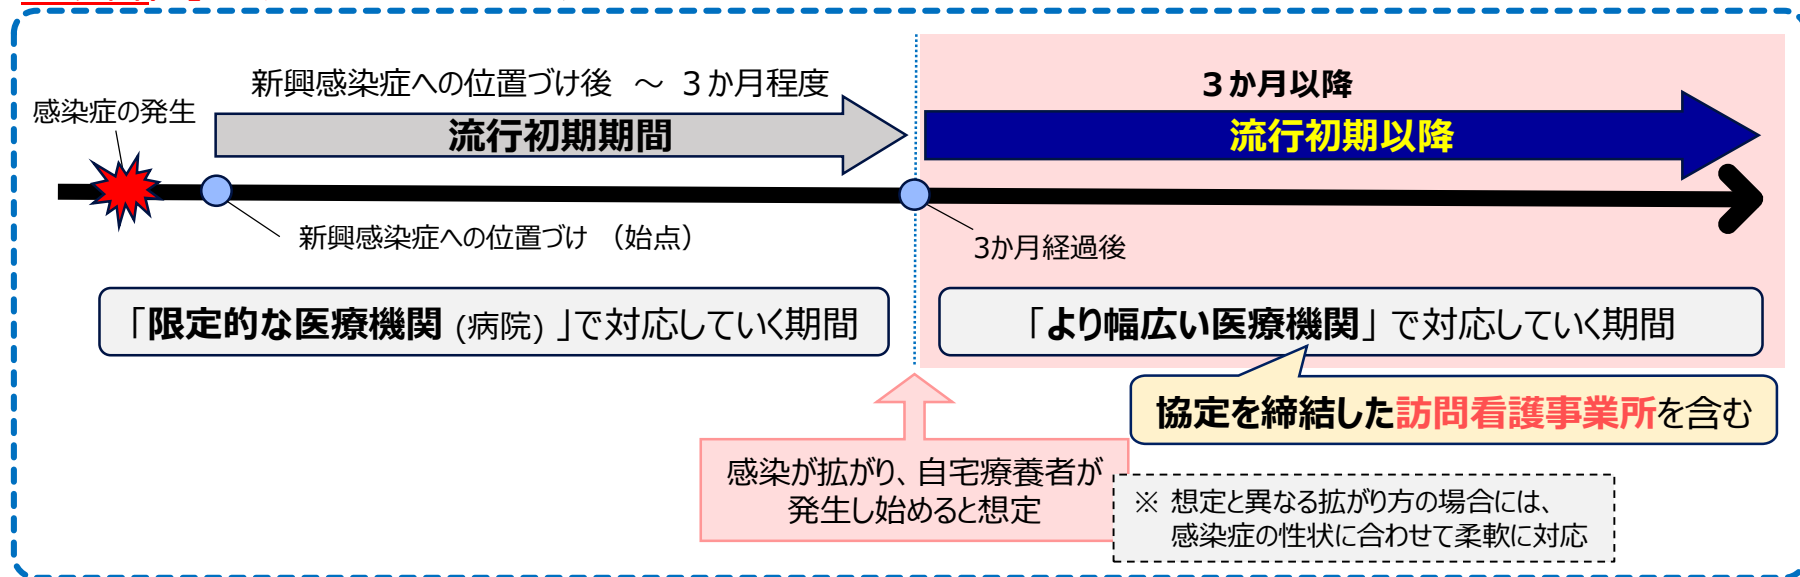 新興感染症への位置づけ後 ～ 3か月程度
3か月以降
感染症の発生
流行初期期間
流行初期以降
新興感染症への位置づけ （始点）
3か月経過後
「限定的な医療機関 (病院) 」で対応していく期間
「より幅広い医療機関」 で対応していく期間
協定を締結した訪問看護事業所を含む
感染が拡がり、自宅療養者が
発生し始めると想定
※ 想定と異なる拡がり方の場合には、
感染症の性状に合わせて柔軟に対応